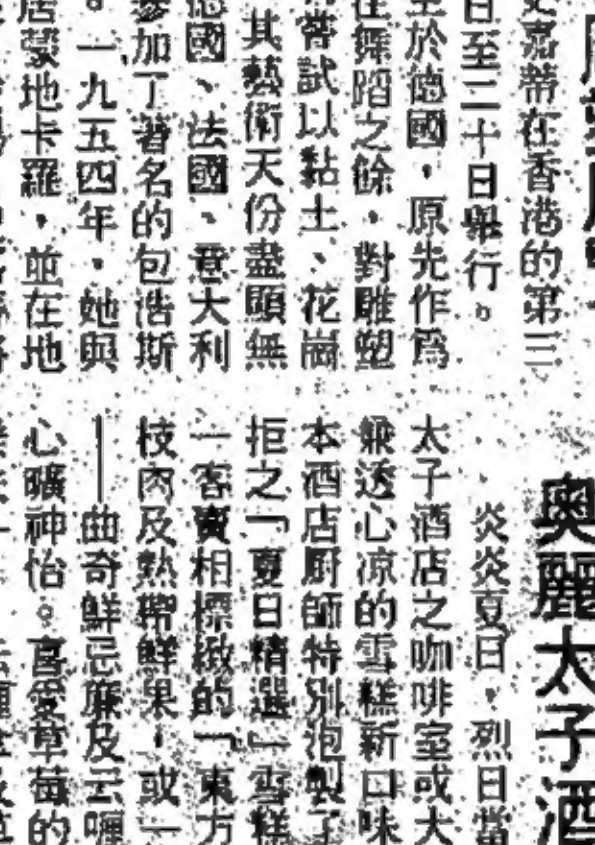 史嘉蒂在香港的第三
日至二十日舉行。
生於德國，原先作爲
在舞蹈之餘，對雕塑
嘗試以黏土、花崗
其藝術天份盡顯無
德國、法國、意大利
參加了著名的包浩斯
。一九五四年，她與
居蒙地卡羅，並在地
奧麗太子酒
炎炎夏日，烈日當
太子酒店之咖啡室或大
兼透心凉的雪糕新口味
本酒店厨師特別泡製了
拒之「夏日精選」雪糕
一客賣相標緻的「東方
枝肉及熱帶鮮果，或一
——曲奇鮮忌廉及云喱
心曠神怡。喜愛草莓的